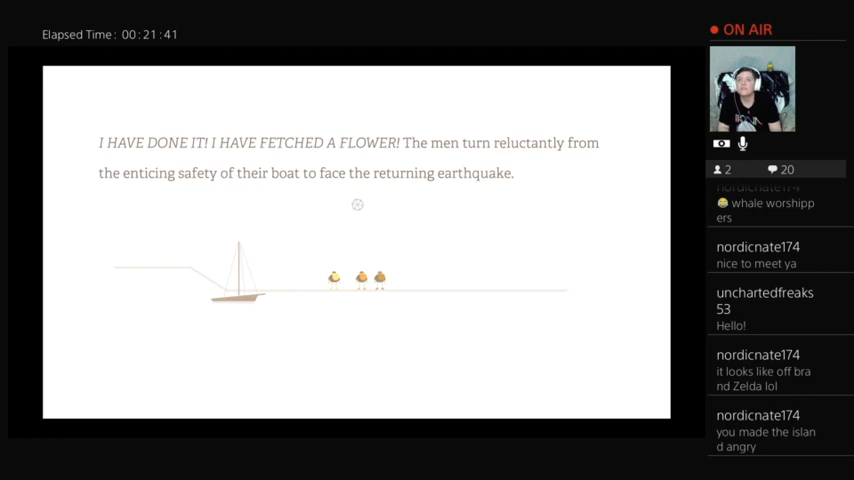 Elapsed Time: 00:21:41
ON AIR
I HAVE DONE IT! I HAVE FETCHED A FLOWER! The men turn reluctantly from
the enticing safety of their boat to face the returning earthquake.
2
20
nordicnate174
😂 whale worshipp
ers
nordicnate174
nice to meet ya
unchartedfreaks
53
Hello!
nordicnate174
it looks like off bra
nd Zelda lol
nordicnate174
you made the islan
d angry